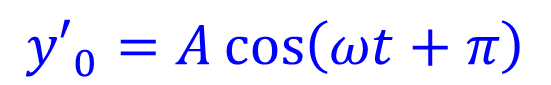 y'₀ = A cos(ωt + π)